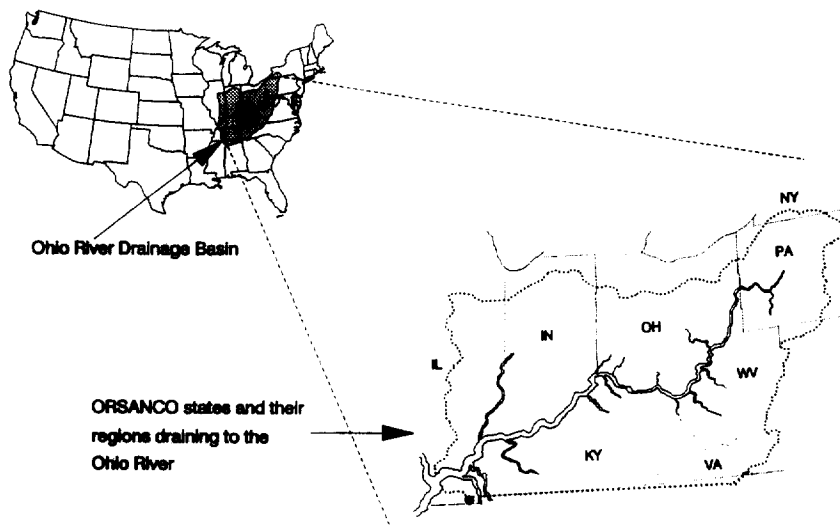 Ohio River Drainage Basin
NY
PA
IN
OH
IL
WV
ORSANCO states and their
regions draining to the
Ohio River
KY
VA